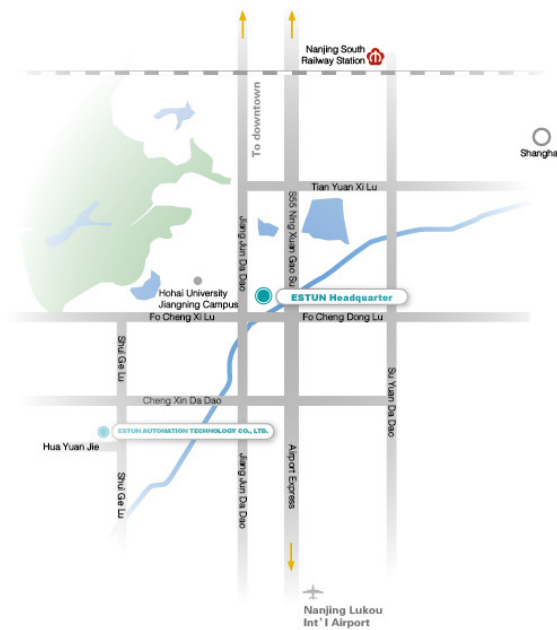 Nanjing South
Railway Station
To downtown
Shanghai
Tian Yuan Xi Lu
S55 Ning Xuan Gao Su
Jiang Jun Da Dao
Hohai University
Jiangning Campus
ESTUN Headquarter
Fo Cheng Xi Lu
Fo Cheng Dong Lu
Shui Ge Lu
Su Yuan Da Dao
Cheng Xin Da Dao
ESTUN AUTOMATION TECHNOLOGY CO., LTD.
Hua Yuan Jie
Shui Ge Lu
Jiang Jun Da Dao
Airport Express
Nanjing Lukou
Int'l Airport